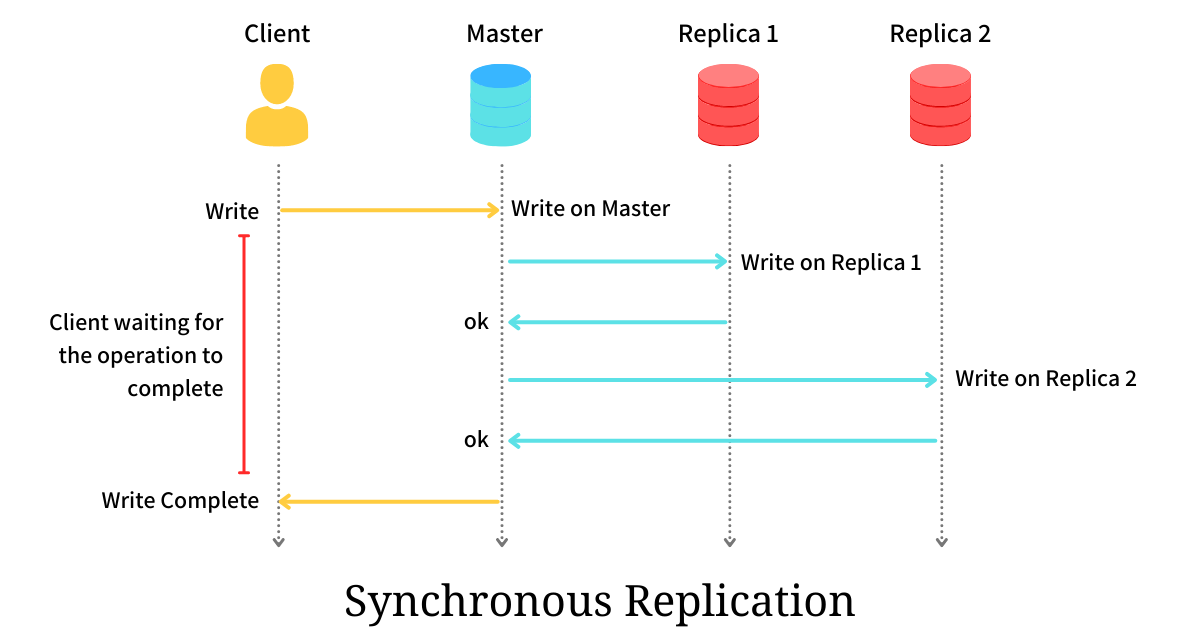 Client
Master
Replica 1
Replica 2
Write
Write on Master
Write on Replica 1
Client waiting for
the operation to
complete
ok
Write on Replica 2
ok
Write Complete
Synchronous Replication